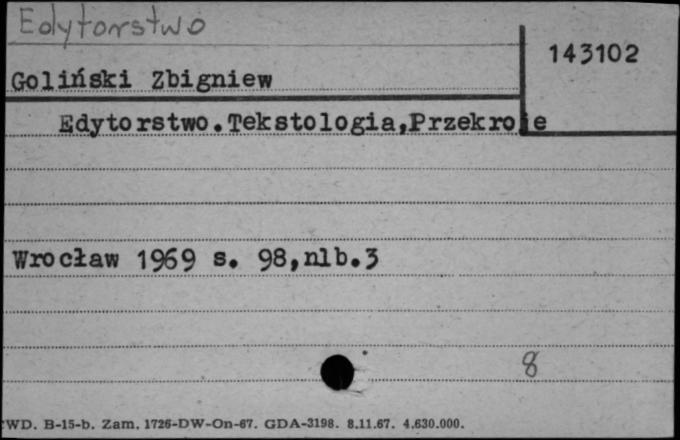 Edytorstwo
143102
Goliński Zbigniew
Edytorstwo.Tekstologia,Przekroje
Wrocław 1969 s. 98,nlb.3
8
WD. B-15-b. Zam. 1726-DW-On-67. GDA-3198. 8.11.67. 4.630.000.